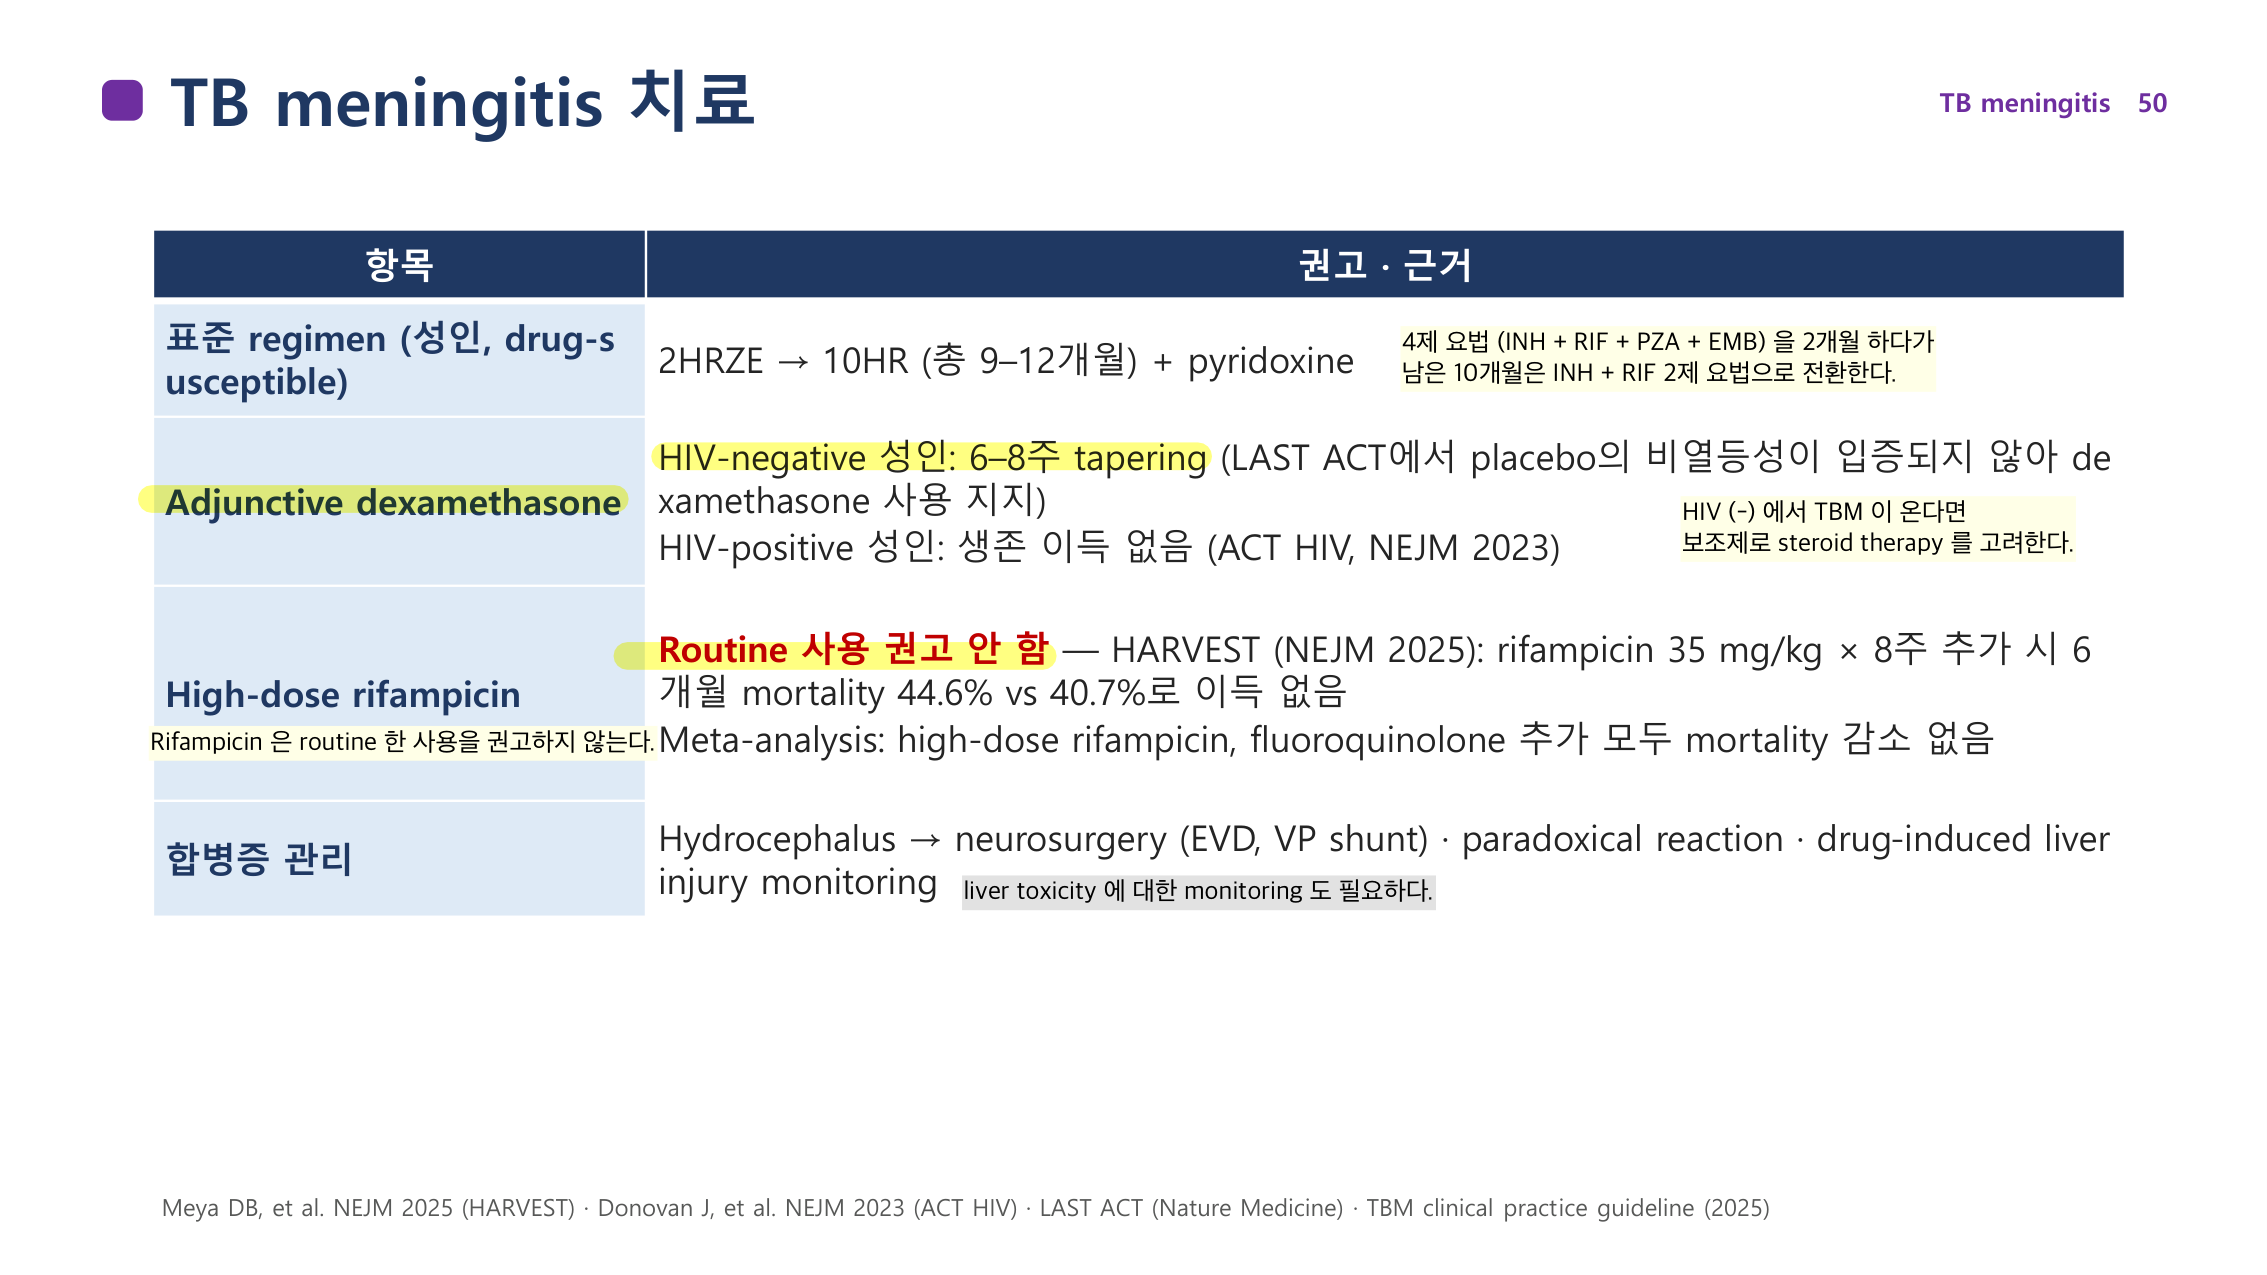 TB meningitis 치료
TB meningitis 50
항목
권고 · 근거
표준 regimen (성인, drug-s
usceptible)
2HRZE → 10HR (총 9–12개월) + pyridoxine
4제 요법 (INH + RIF + PZA + EMB) 을 2개월 하다가
남은 10개월은 INH + RIF 2제 요법으로 전환한다.
Adjunctive dexamethasone
HIV-negative 성인: 6–8주 tapering (LAST ACT에서 placebo의 비열등성이 입증되지 않아 de
xamethasone 사용 지지)
HIV-positive 성인: 생존 이득 없음 (ACT HIV, NEJM 2023)
HIV (-) 에서 TBM 이 온다면
보조제로 steroid therapy 를 고려한다.
High-dose rifampicin
Rifampicin 은 routine 한 사용을 권고하지 않는다.
Routine 사용 권고 안 함 — HARVEST (NEJM 2025): rifampicin 35 mg/kg × 8주 추가 시 6
개월 mortality 44.6% vs 40.7%로 이득 없음
Meta-analysis: high-dose rifampicin, fluoroquinolone 추가 모두 mortality 감소 없음
합병증 관리
Hydrocephalus → neurosurgery (EVD, VP shunt) · paradoxical reaction · drug-induced liver
injury monitoring
liver toxicity 에 대한 monitoring 도 필요하다.
Meya DB, et al. NEJM 2025 (HARVEST) · Donovan J, et al. NEJM 2023 (ACT HIV) · LAST ACT (Nature Medicine) · TBM clinical practice guideline (2025)